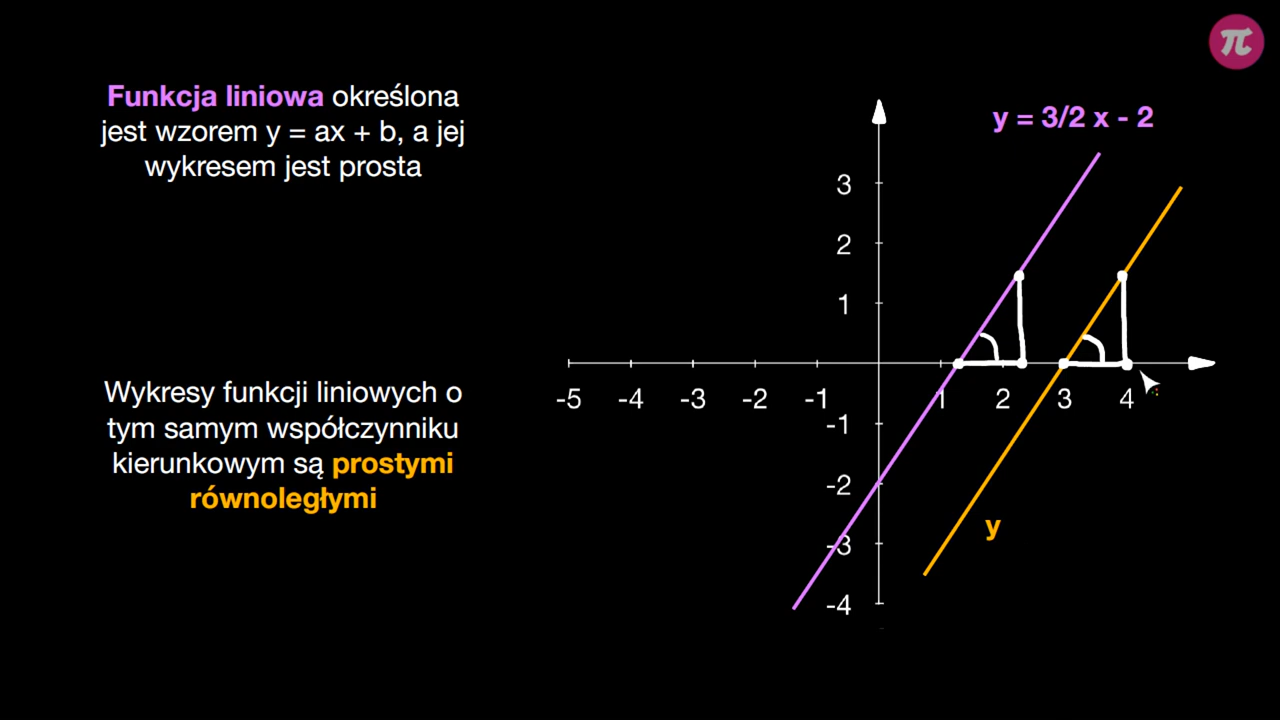 π
Funkcja liniowa określona
jest wzorem y = ax + b, a jej
wykresem jest prosta
y = 3/2 x - 2
3
2
1
-5 -4 -3 -2 -1 1 2 3 4
-1
-2
-3
-4
Wykresy funkcji liniowych o
tym samym współczynniku
kierunkowym są prostymi
równoległymi
y